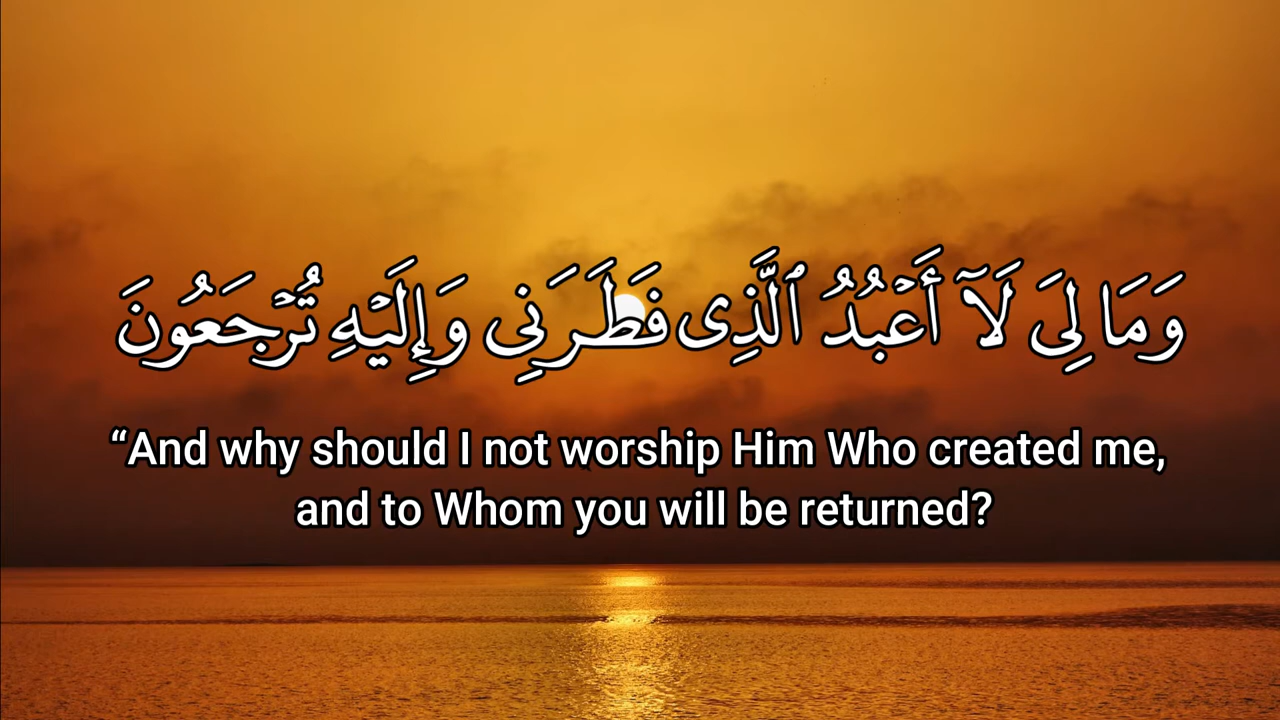 وَمَا لِىَ لَآ أَعۡبُدُ ٱلَّذِى فَطَرَنِى وَإِلَيۡهِ تُرۡجَعُونَ
“And why should I not worship Him Who created me,
and to Whom you will be returned?